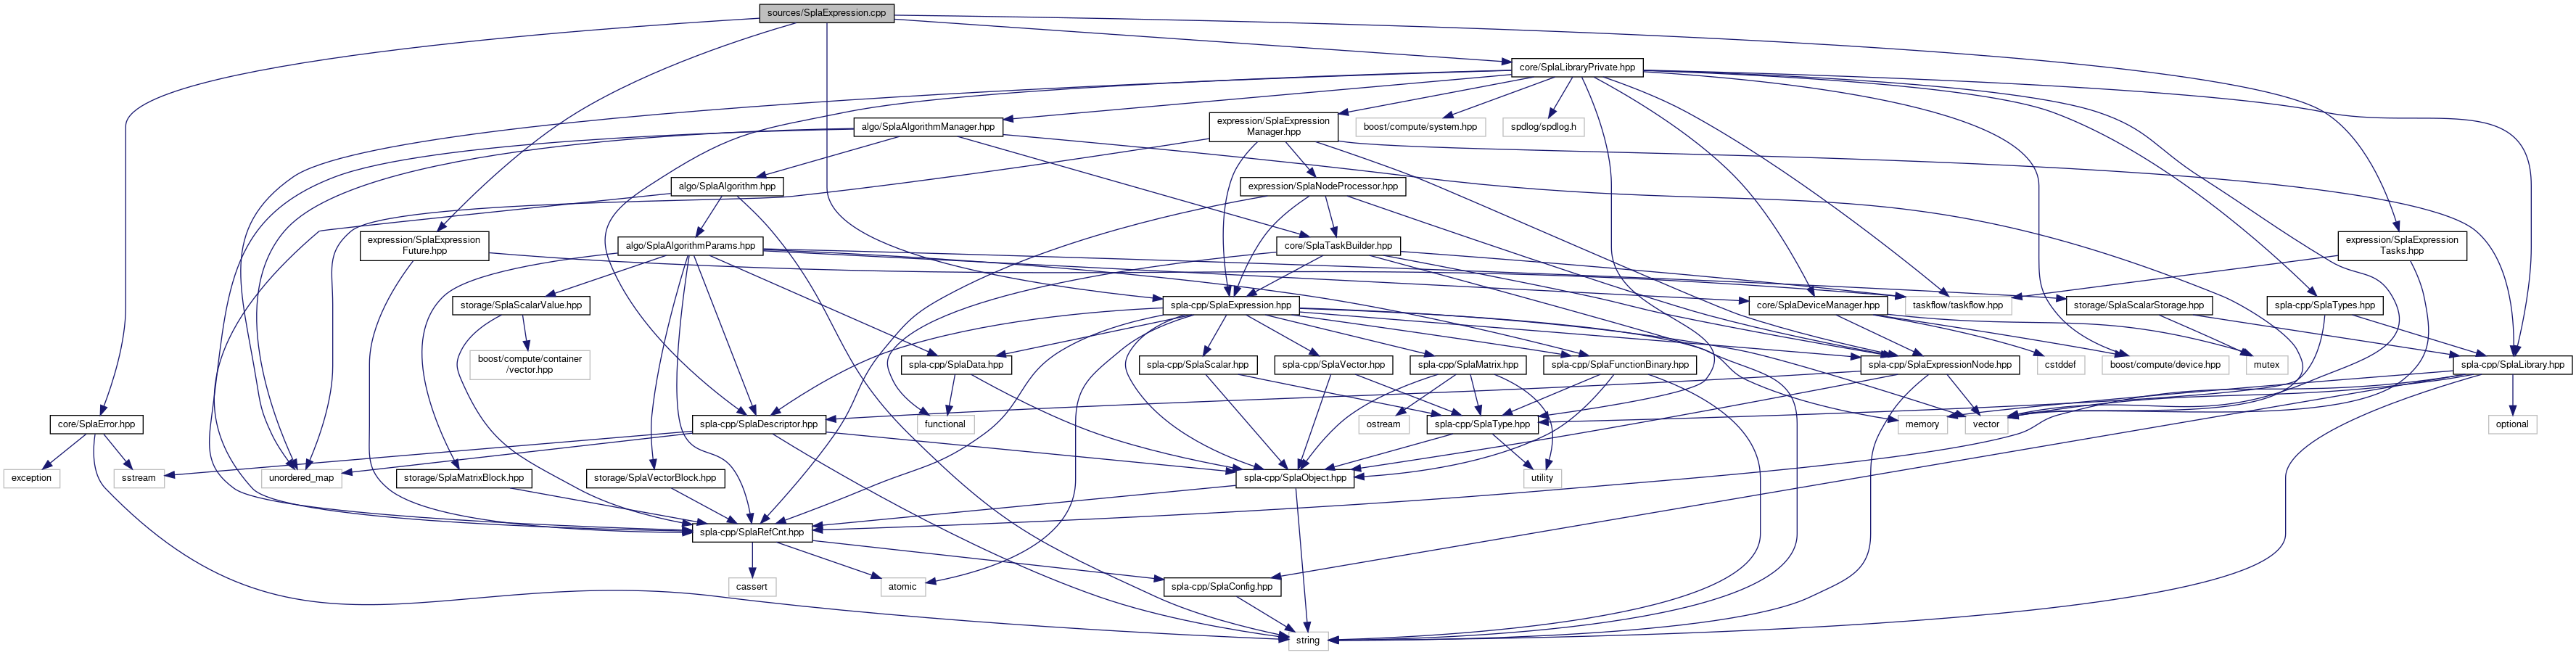 sources/SplaExpression.cpp
core/SplaLibraryPrivate.hpp
algo/SplaAlgorithmManager.hpp
expression/SplaExpression
Manager.hpp
boost/compute/system.hpp
spdlog/spdlog.h
algo/SplaAlgorithm.hpp
expression/SplaNodeProcessor.hpp
expression/SplaExpression
Future.hpp
algo/SplaAlgorithmParams.hpp
core/SplaTaskBuilder.hpp
expression/SplaExpression
Tasks.hpp
storage/SplaScalarValue.hpp
spla-cpp/SplaExpression.hpp
core/SplaDeviceManager.hpp
taskflow/taskflow.hpp
storage/SplaScalarStorage.hpp
spla-cpp/SplaTypes.hpp
boost/compute/container
/vector.hpp
spla-cpp/SplaData.hpp
spla-cpp/SplaScalar.hpp
spla-cpp/SplaVector.hpp
spla-cpp/SplaMatrix.hpp
spla-cpp/SplaFunctionBinary.hpp
spla-cpp/SplaExpressionNode.hpp
cstddef
boost/compute/device.hpp
mutex
spla-cpp/SplaLibrary.hpp
core/SplaError.hpp
spla-cpp/SplaDescriptor.hpp
functional
ostream
spla-cpp/SplaType.hpp
memory
vector
optional
exception
sstream
unordered_map
storage/SplaMatrixBlock.hpp
storage/SplaVectorBlock.hpp
spla-cpp/SplaObject.hpp
utility
spla-cpp/SplaRefCnt.hpp
cassert
atomic
spla-cpp/SplaConfig.hpp
string